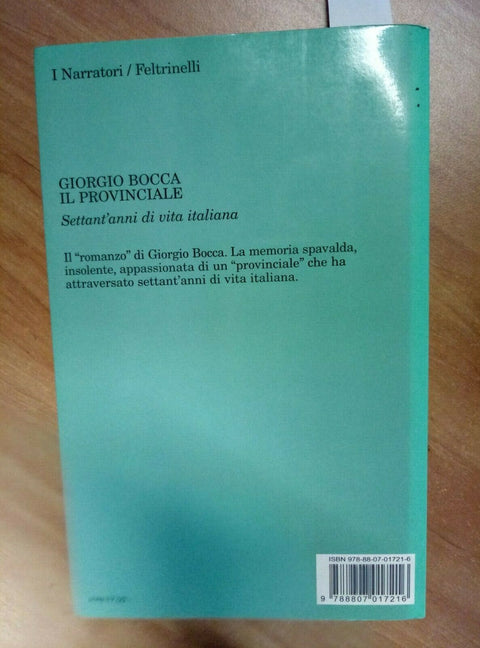 I Narratori / Feltrinelli
GIORGIO BOCCA
IL PROVINCIALE
Settant'anni di vita italiana
Il “romanzo” di Giorgio Bocca. La memoria spavalda,
insolente, appassionata di un “provinciale” che ha
attraversato settant'anni di vita italiana.
ISBN 978-88-07-01721-6
9 788807 017216